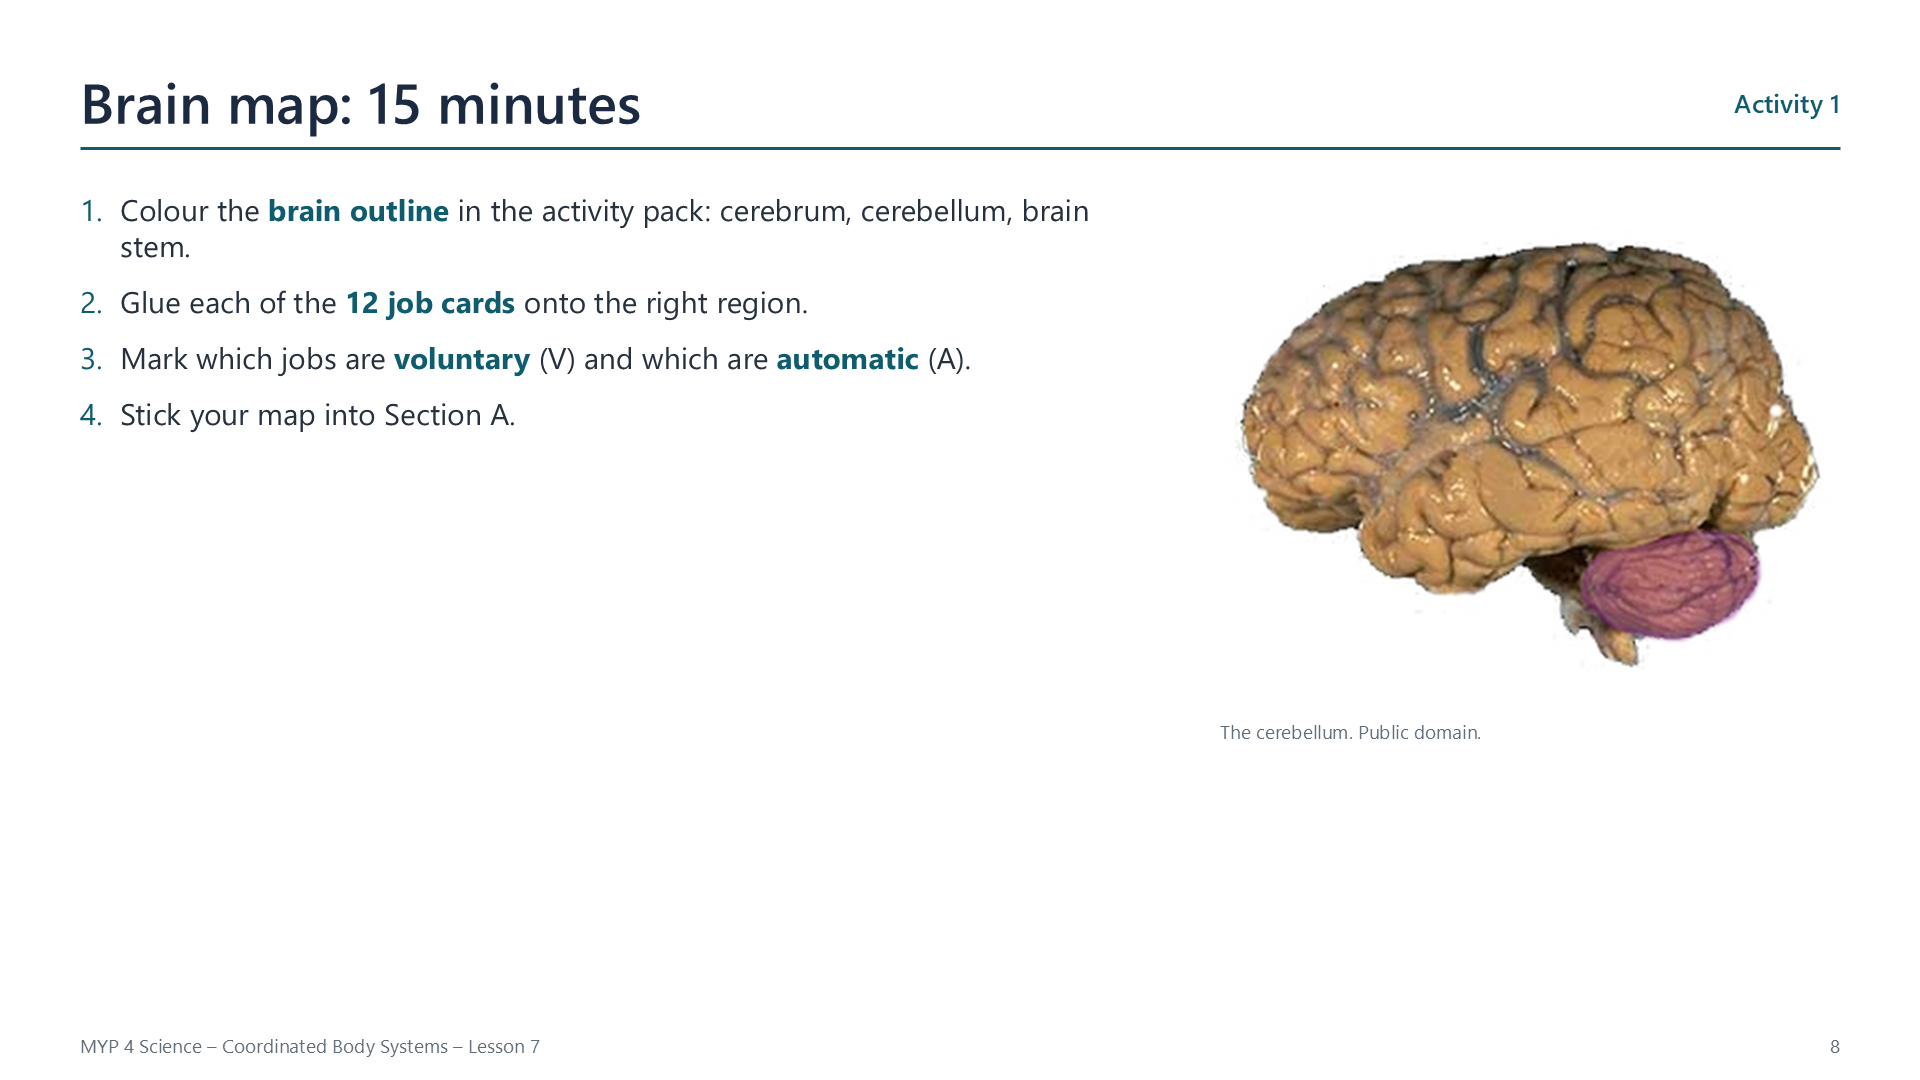 Brain map: 15 minutes
Activity 1
1. Colour the brain outline in the activity pack: cerebrum, cerebellum, brain
stem.
2. Glue each of the 12 job cards onto the right region.
3. Mark which jobs are voluntary (V) and which are automatic (A).
4. Stick your map into Section A.
The cerebellum. Public domain.
MYP 4 Science – Coordinated Body Systems – Lesson 7
8